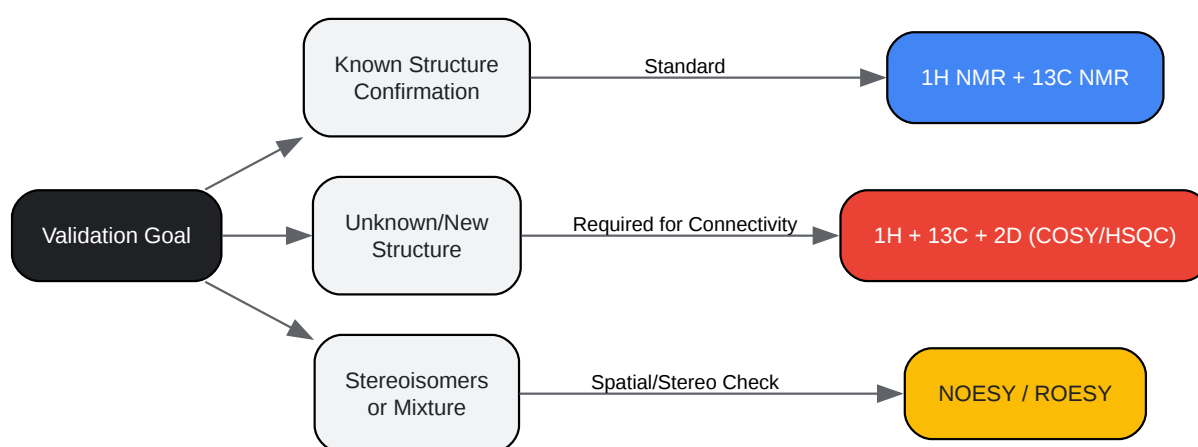 Known Structure
Confirmation
Standard
1H NMR + 13C NMR
Validation Goal
Unknown/New
Structure
Required for Connectivity
1H + 13C + 2D (COSY/HSQC)
Stereoisomers
or Mixture
Spatial/Stereo Check
NOESY / ROESY